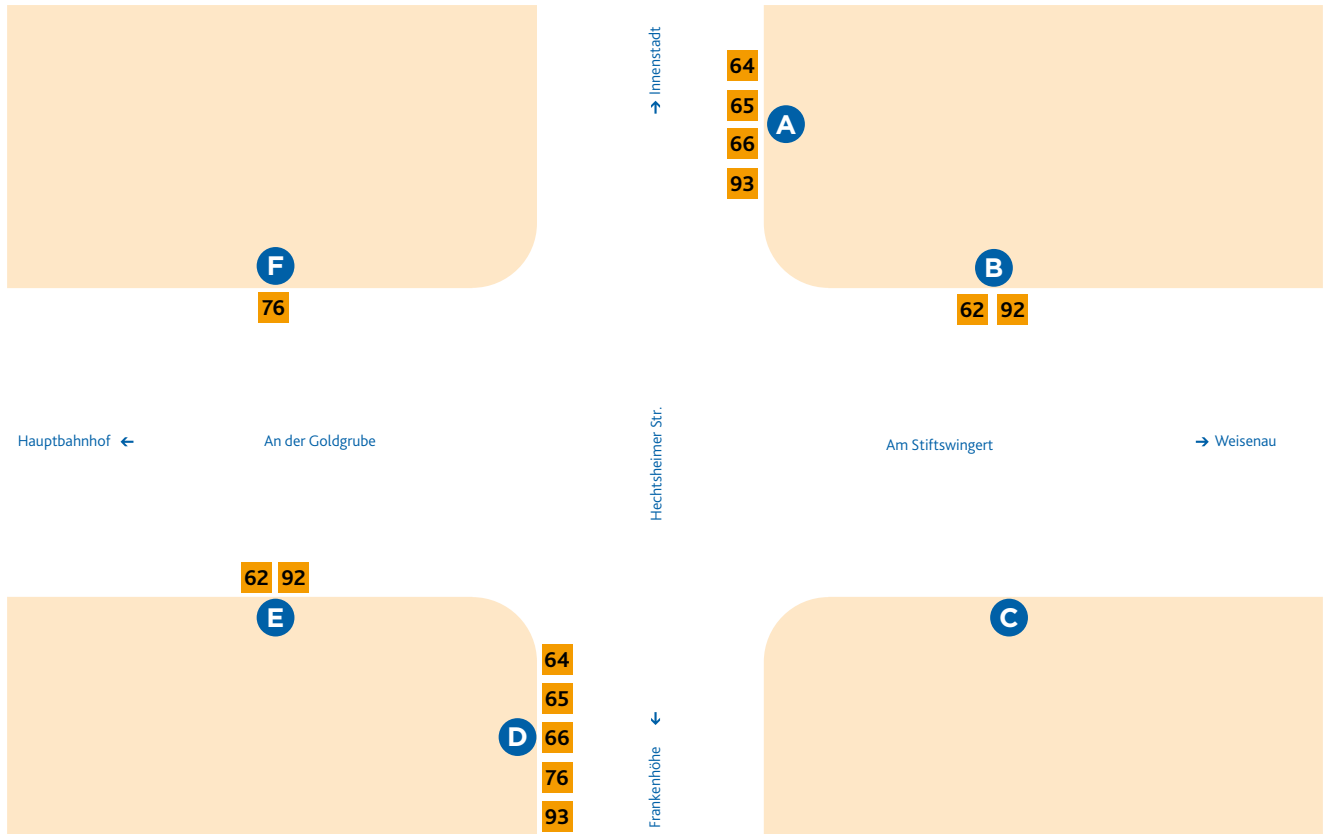 → Innenstadt
64
65
66
93
A
F
76
B
62 92
Hauptbahnhof ←
An der Goldgrube
Hechtsheimer Str.
Am Stiftswingert
→ Weisenau
62 92
E
C
64
65
66
76
93
D
Frankenhöhe ←